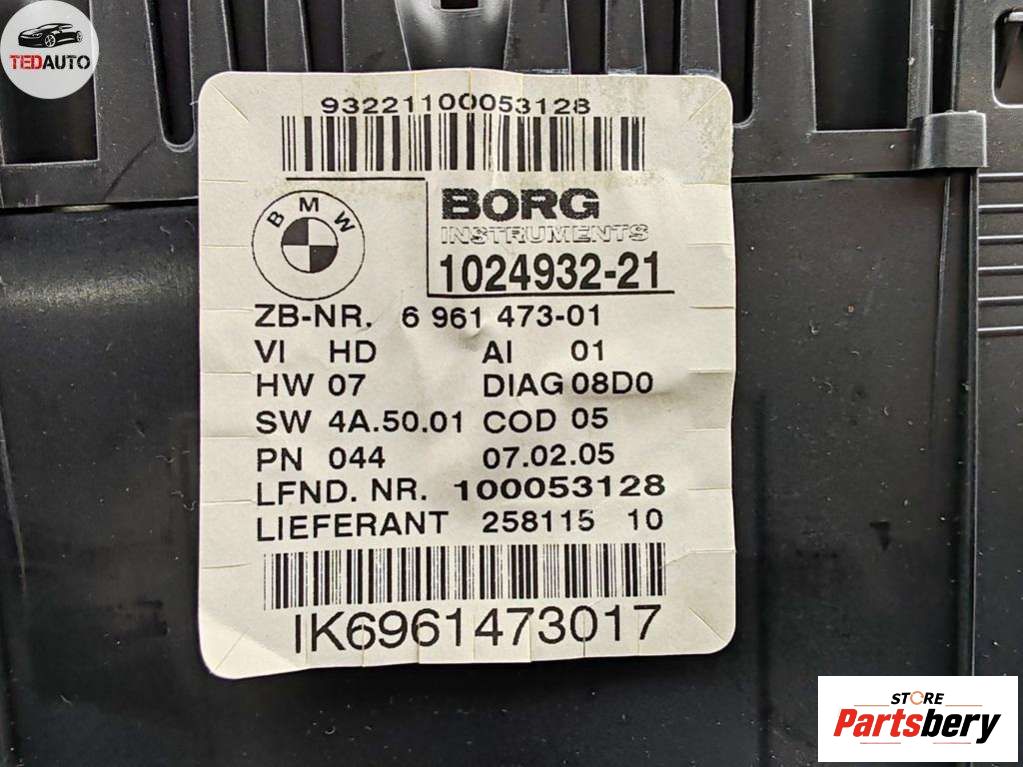 TEDAUTO
93221100053128
BMW
BORG
INSTRUMENTS
1024932-21
ZB-NR. 6 961 473-01
VI HD AI 01
HW 07 DIAG 08D0
SW 4A.50.01 COD 05
PN 044 07.02.05
LFND. NR. 100053128
LIEFERANT 258115 10
IK6961473017
STORE
Partsbery